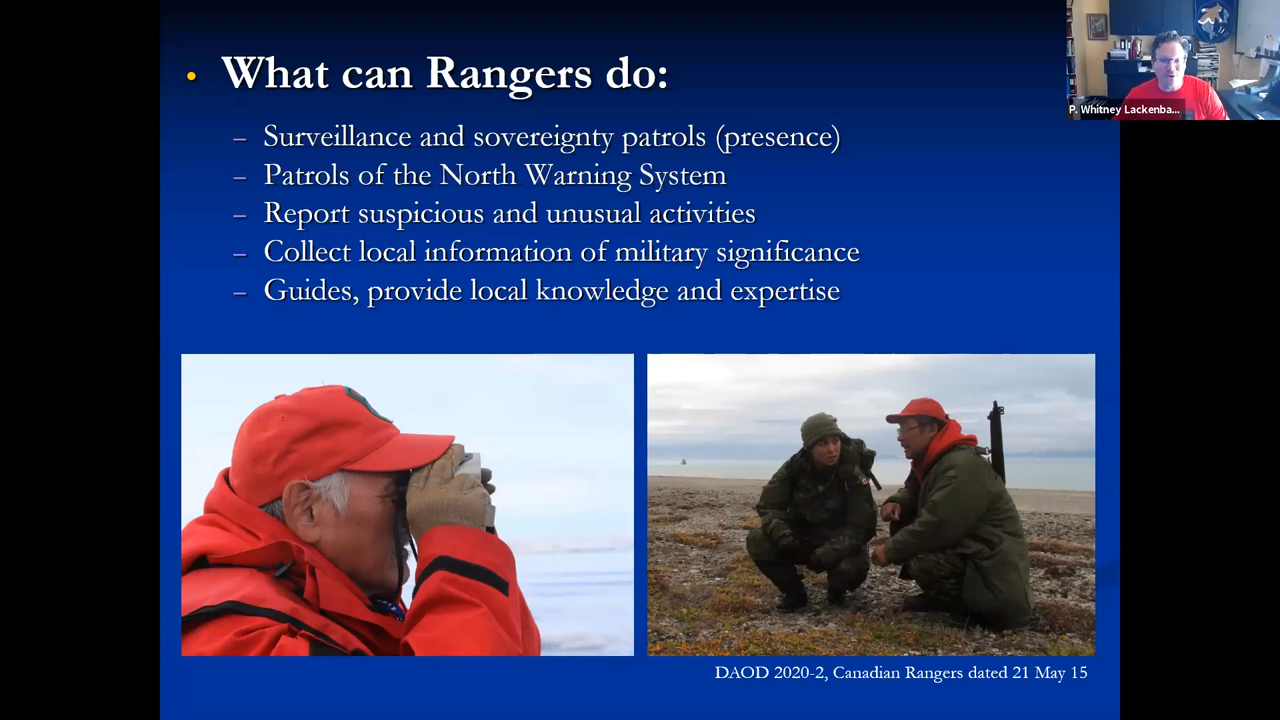 • What can Rangers do:
– Surveillance and sovereignty patrols (presence)
– Patrols of the North Warning System
– Report suspicious and unusual activities
– Collect local information of military significance
– Guides, provide local knowledge and expertise
DAOD 2020-2, Canadian Rangers dated 21 May 15
P. Whitney Lackenba...